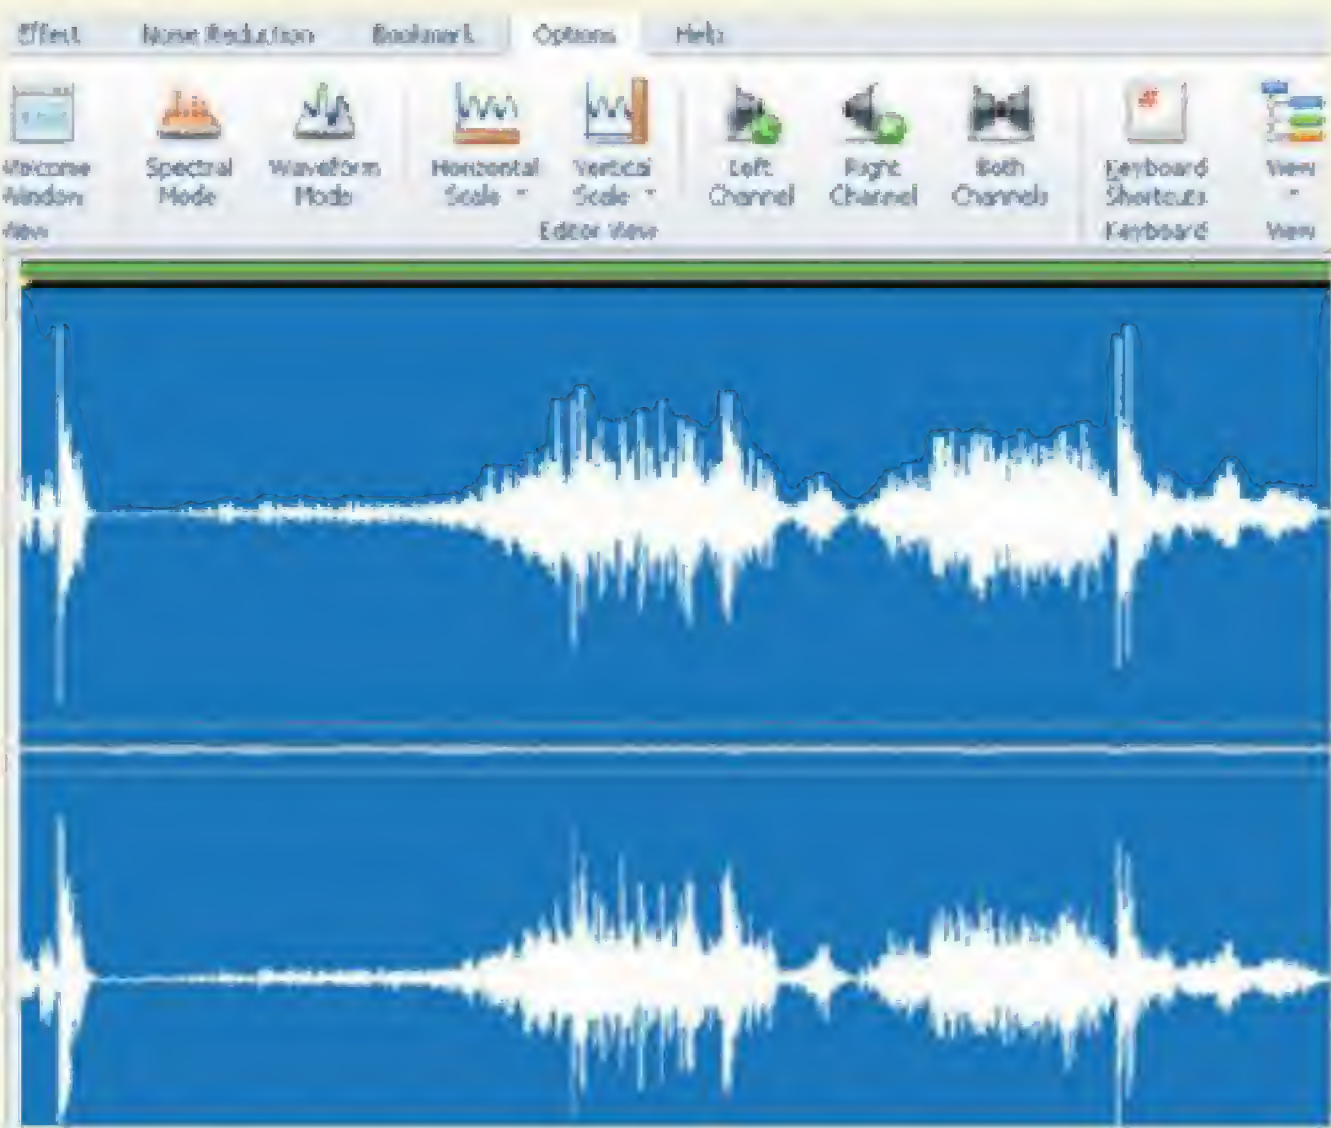 Effect Noise Reduction Bookmark Options Help
Welcome Spectral Waveform Horizontal Vertical Left Right Both Keyboard View
Window Mode Mode Scale Scale Channel Channel Channels Shortcuts
View Editor View Keyboard View